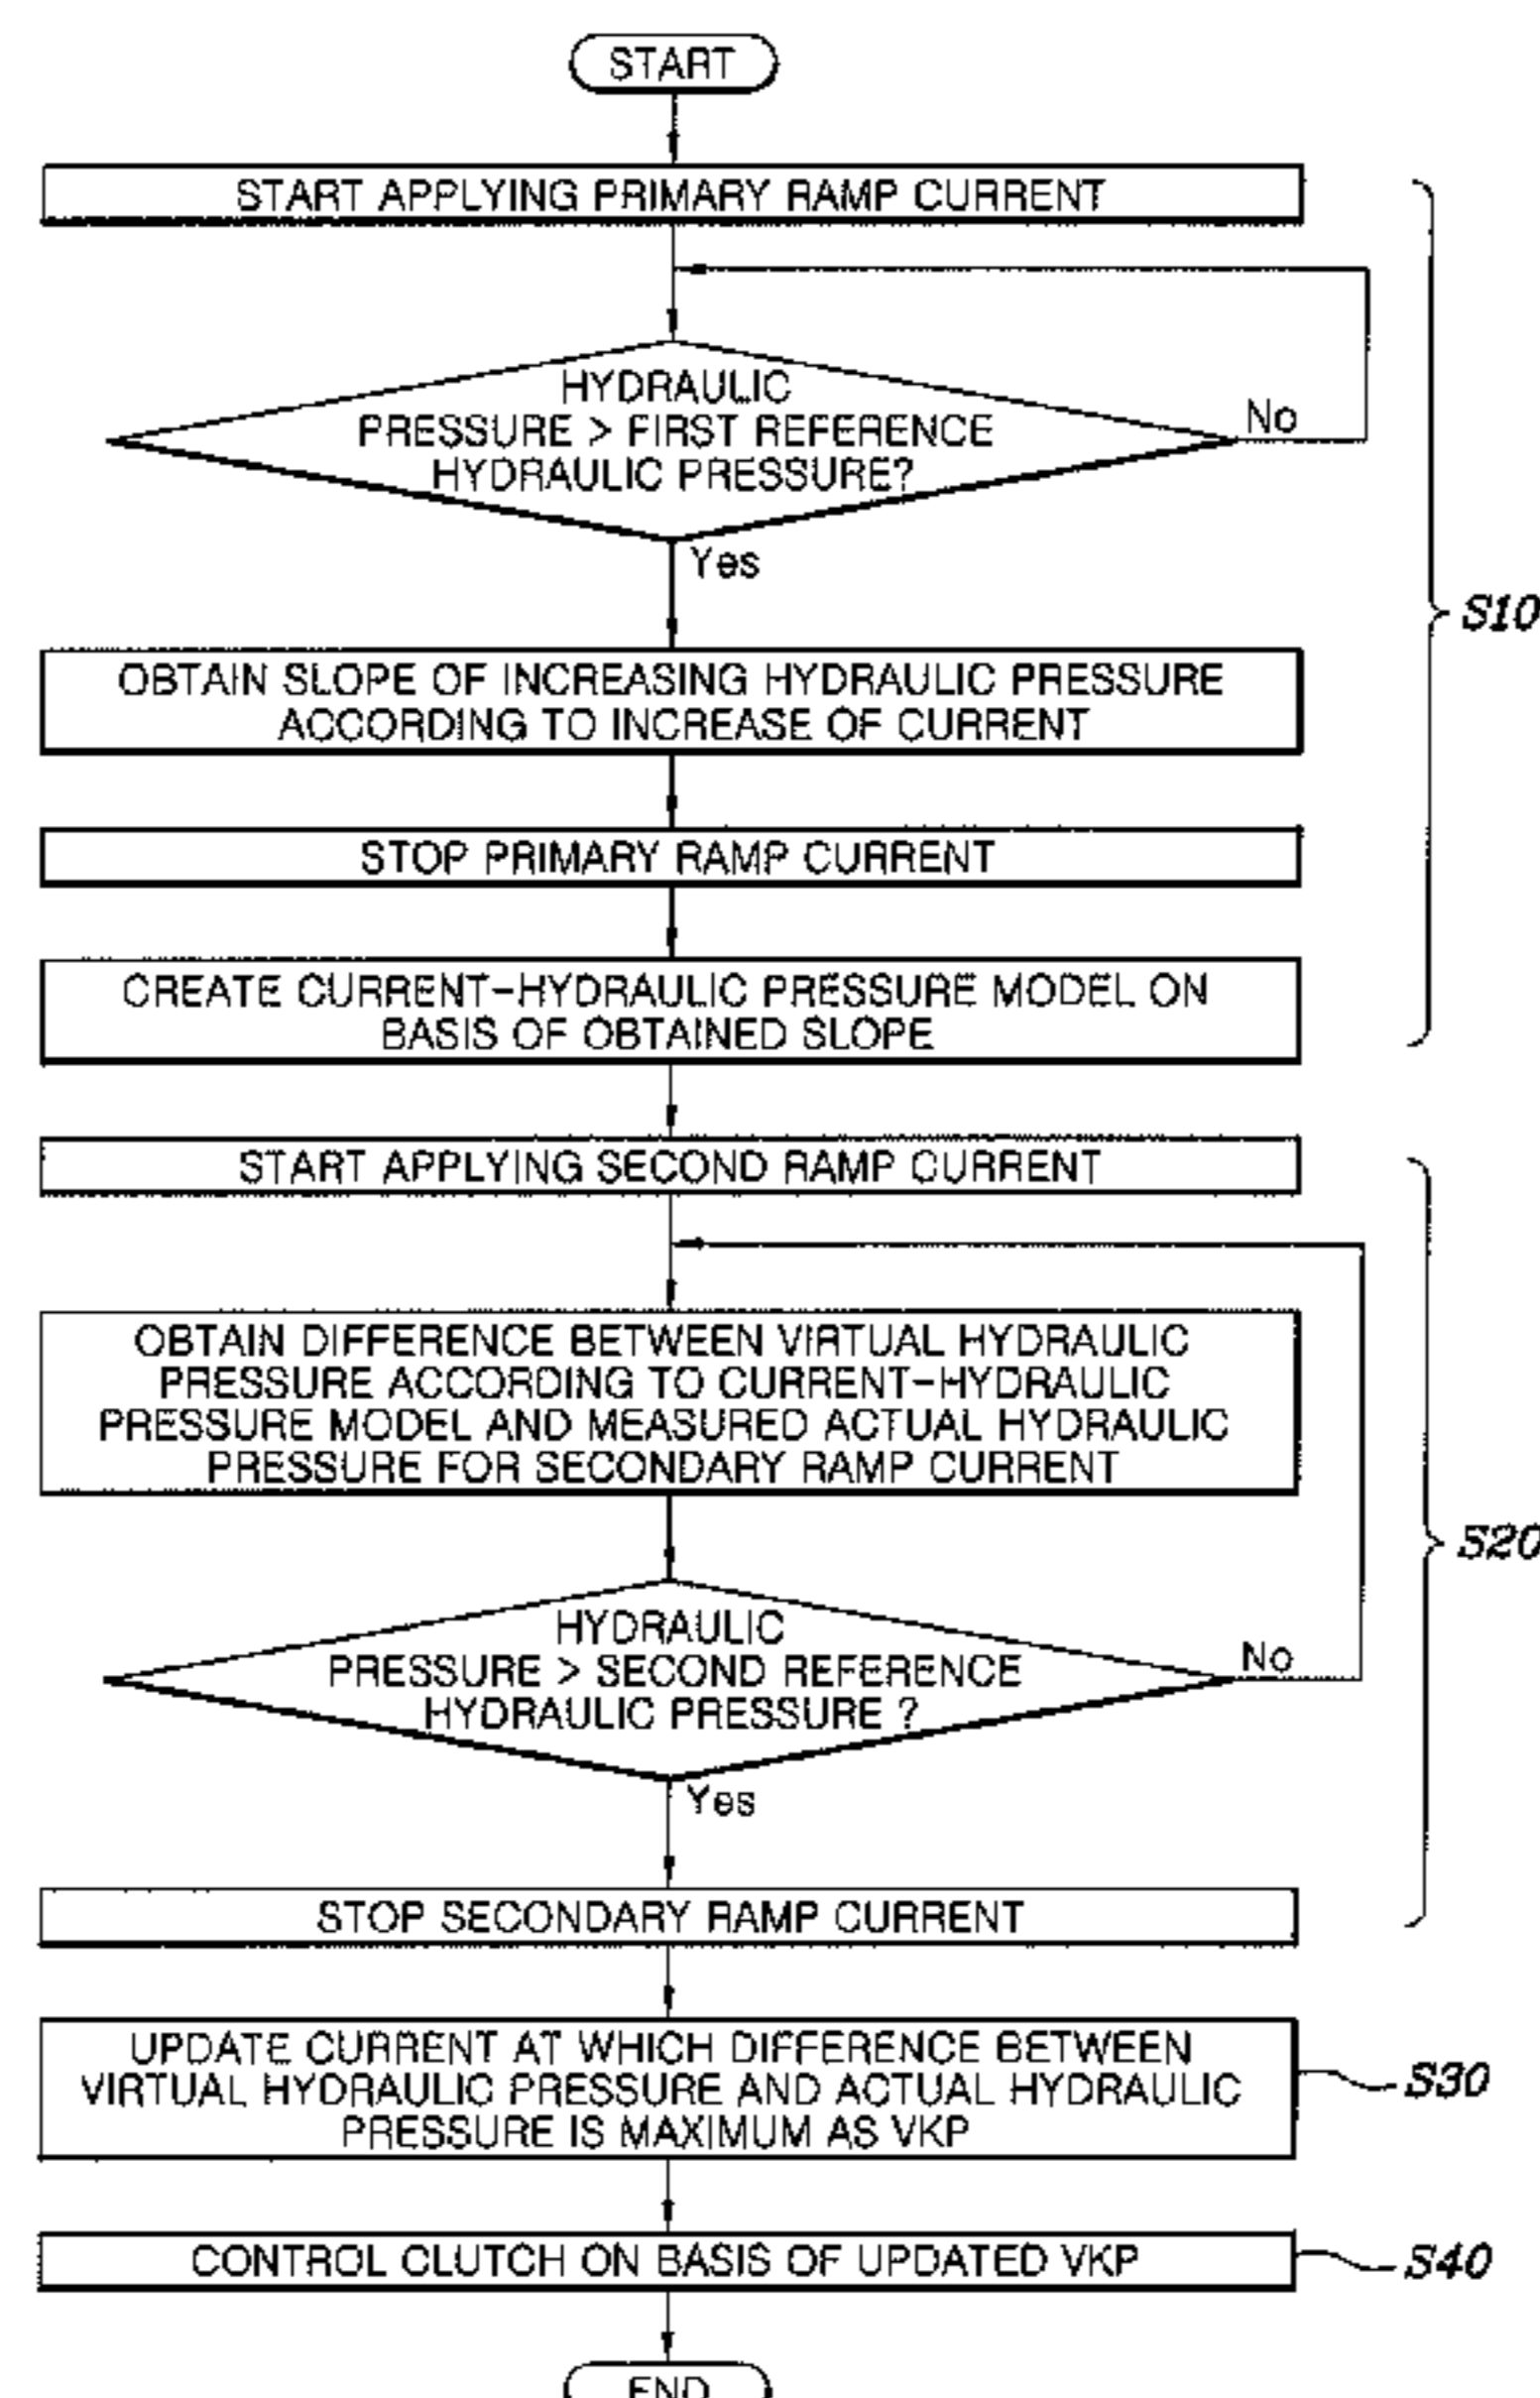 START
START APPLYING PRIMARY RAMP CURRENT
HYDRAULIC
PRESSURE > FIRST REFERENCE
HYDRAULIC PRESSURE?
No
Yes
S10
OBTAIN SLOPE OF INCREASING HYDRAULIC PRESSURE
ACCORDING TO INCREASE OF CURRENT
STOP PRIMARY RAMP CURRENT
CREATE CURRENT-HYDRAULIC PRESSURE MODEL ON
BASIS OF OBTAINED SLOPE
START APPLYING SECOND RAMP CURRENT
OBTAIN DIFFERENCE BETWEEN VIRTUAL HYDRAULIC
PRESSURE ACCORDING TO CURRENT-HYDRAULIC
PRESSURE MODEL AND MEASURED ACTUAL HYDRAULIC
PRESSURE FOR SECONDARY RAMP CURRENT
S20
HYDRAULIC
PRESSURE > SECOND REFERENCE
HYDRAULIC PRESSURE ?
No
Yes
STOP SECONDARY RAMP CURRENT
UPDATE CURRENT AT WHICH DIFFERENCE BETWEEN
VIRTUAL HYDRAULIC PRESSURE AND ACTUAL HYDRAULIC
PRESSURE IS MAXIMUM AS VKP
S30
CONTROL CLUTCH ON BASIS OF UPDATED VKP
S40
END